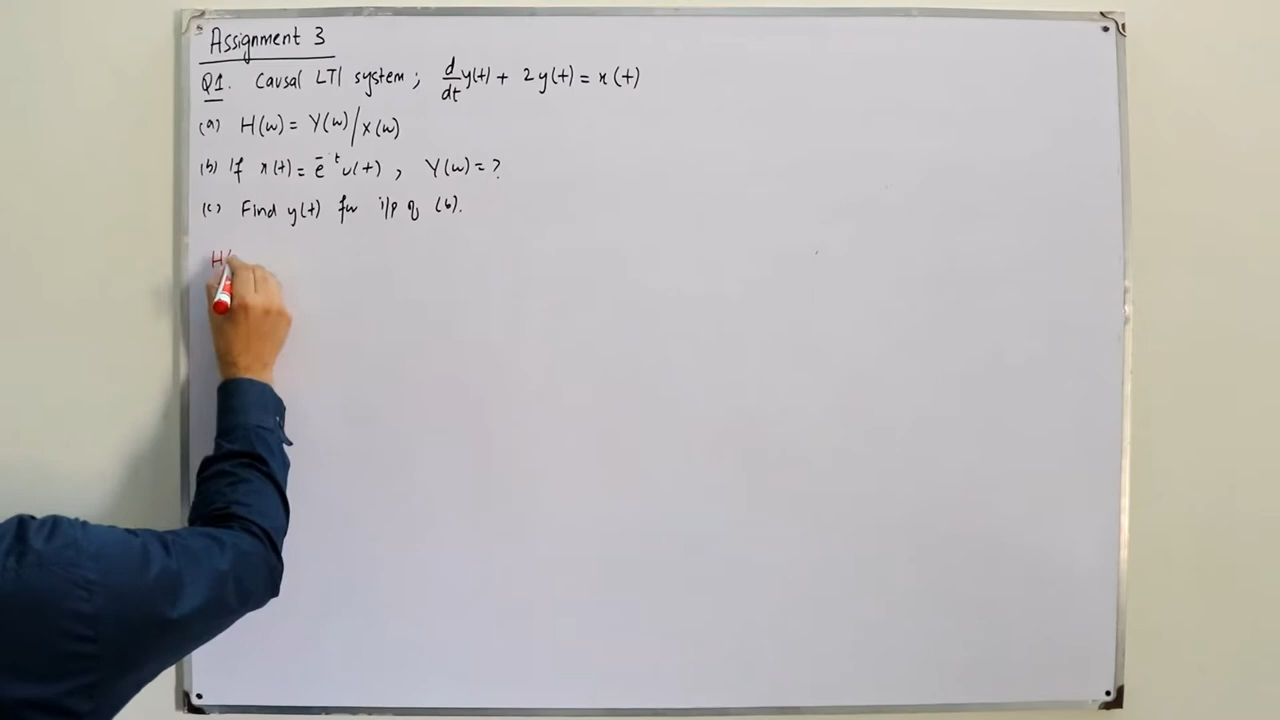 Assignment 3
Q1. Causal LTI system; d/dt y(t) + 2y(t) = x(t)
(a) H(w) = Y(w)/X(w)
(b) If x(t) = e^-t u(t), Y(w) = ?
(c) Find y(t) for i/p of (b).
H(